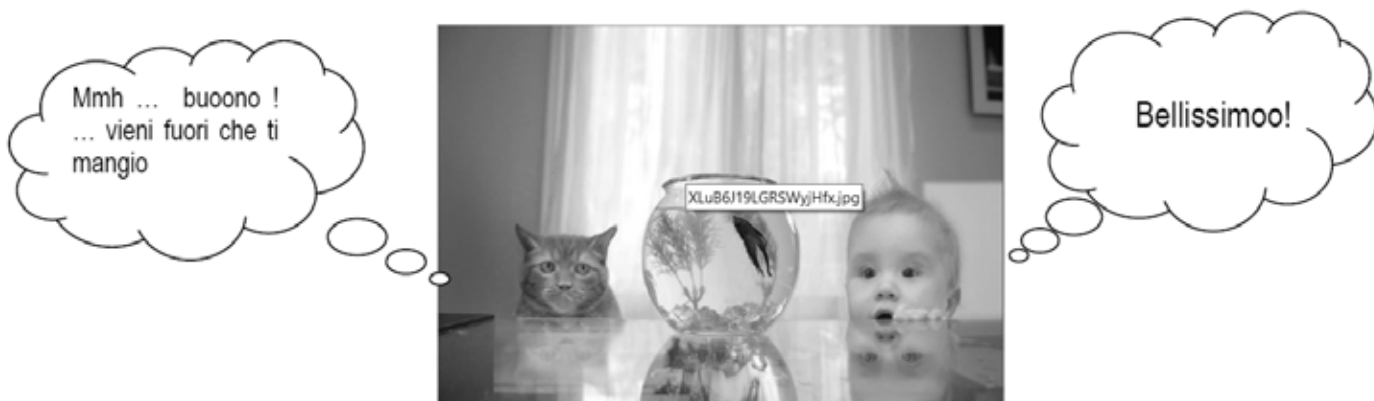 Mmh ... buoono !
... vieni fuori che ti
mangio
Bellissimoo!
XLuB6J19LGRSWyjHfx.jpg